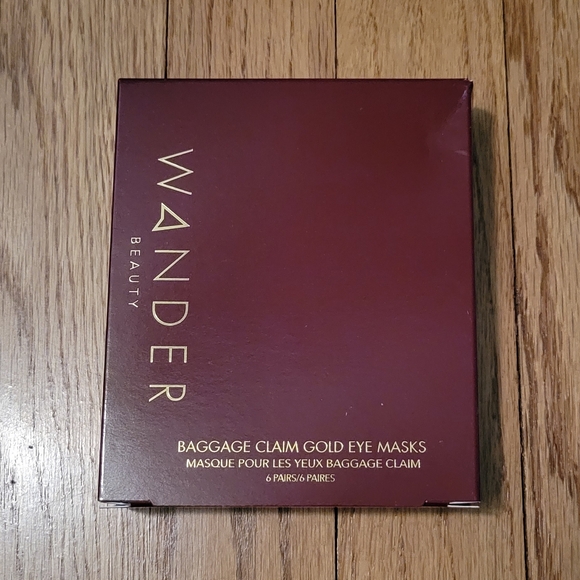 WANDER
BEAUTY
BAGGAGE CLAIM GOLD EYE MASKS
MASQUE POUR LES YEUX BAGGAGE CLAIM
6 PAIRS/6 PAIRES